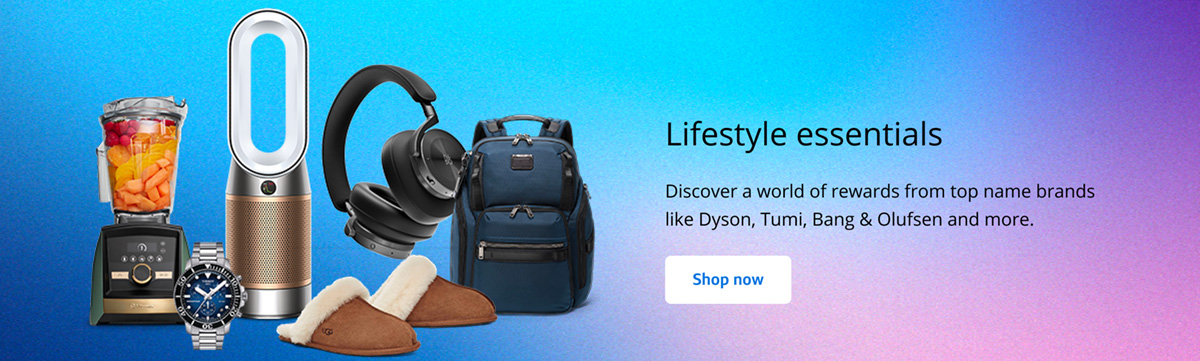 Lifestyle essentials
Discover a world of rewards from top name brands
like Dyson, Tumi, Bang & Olufsen and more.
Shop now
UGG